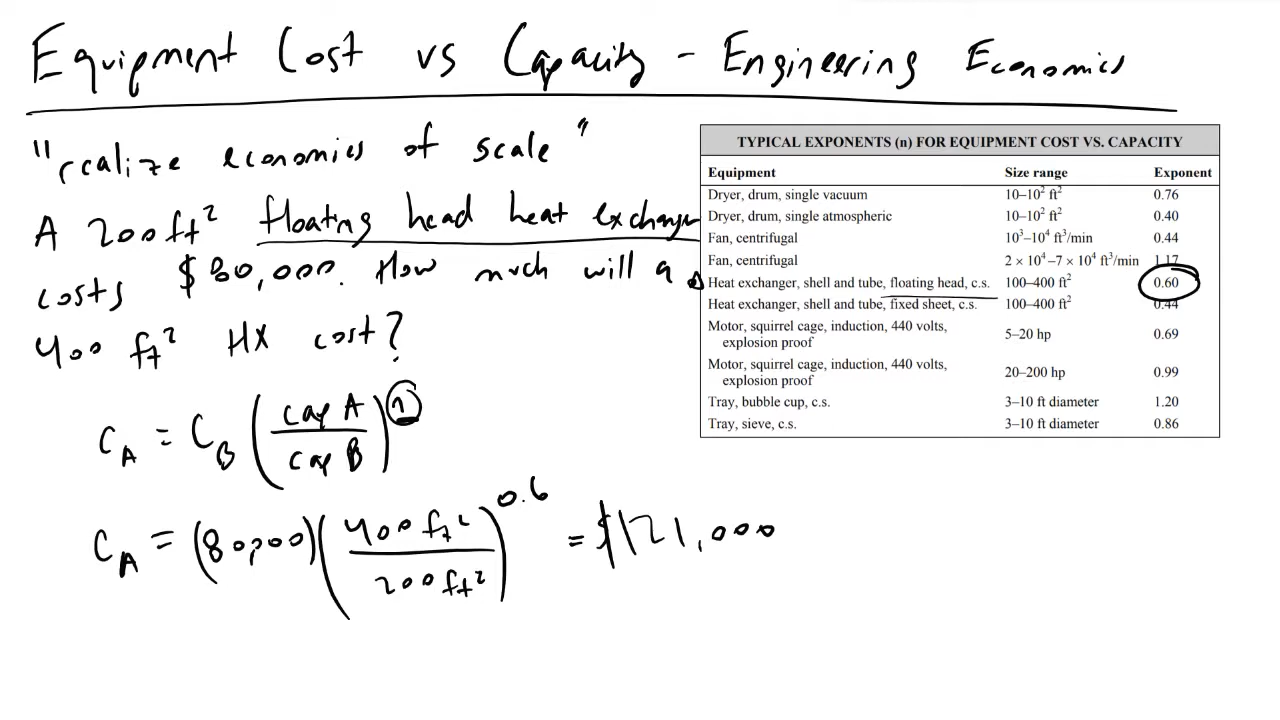 Equipment Cost vs Capacity - Engineering Economics
"realize economics of scale"
A 200 ft² floating head heat exchanger
costs $80,000. How much will a
400 ft² HX cost?
C_A = C_B (cap A / cap B)^n
C_A = (80,000) (400 ft² / 200 ft²)^0.6 = $121,000
TYPICAL EXPONENTS (n) FOR EQUIPMENT COST VS. CAPACITY
Equipment Size range Exponent
Dryer, drum, single vacuum 10–10² ft² 0.76
Dryer, drum, single atmospheric 10–10² ft² 0.40
Fan, centrifugal 10³–10⁴ ft³/min 0.44
Fan, centrifugal 2 × 10⁴–7 × 10⁴ ft³/min 1.17
Heat exchanger, shell and tube, floating head, c.s. 100–400 ft² 0.60
Heat exchanger, shell and tube, fixed sheet, c.s. 100–400 ft² 0.44
Motor, squirrel cage, induction, 440 volts,
explosion proof 5–20 hp 0.69
Motor, squirrel cage, induction, 440 volts,
explosion proof 20–200 hp 0.99
Tray, bubble cup, c.s. 3–10 ft diameter 1.20
Tray, sieve, c.s. 3–10 ft diameter 0.86